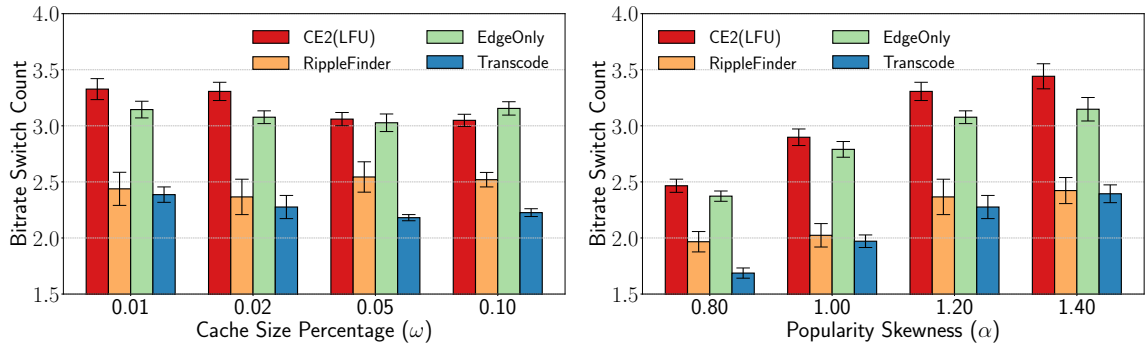 4.0
3.5
3.0
2.5
2.0
1.5
Bitrate Switch Count
CE2(LFU)
RippleFinder
EdgeOnly
Transcode
0.01 0.02 0.05 0.10
Cache Size Percentage (ω)
4.0
3.5
3.0
2.5
2.0
1.5
Bitrate Switch Count
CE2(LFU)
RippleFinder
EdgeOnly
Transcode
0.80 1.00 1.20 1.40
Popularity Skewness (α)